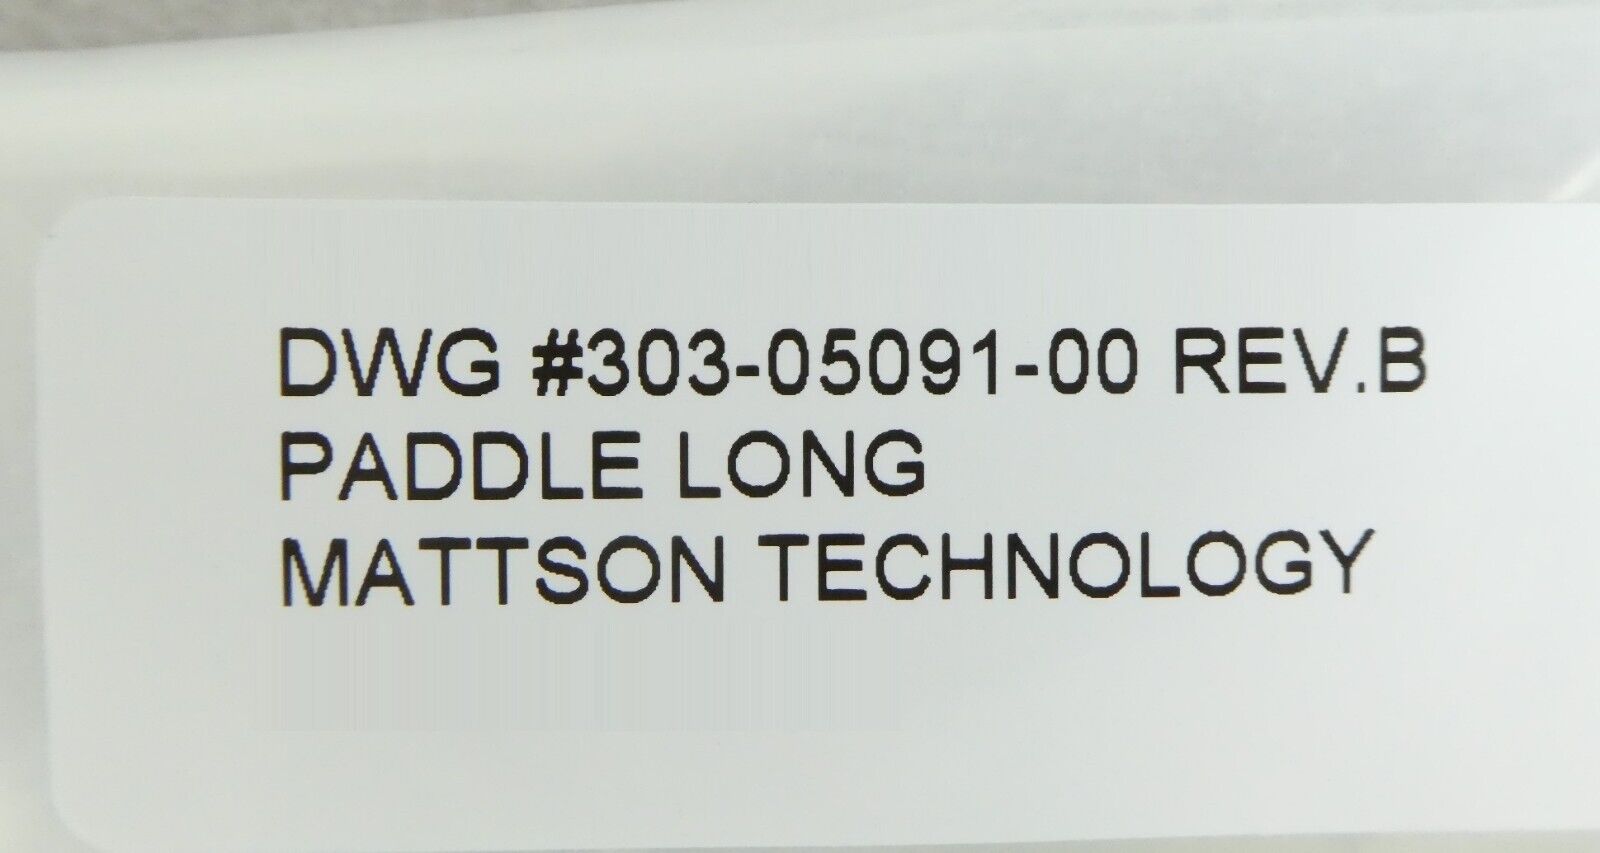 DWG #303-05091-00 REV.B
PADDLE LONG
MATTSON TECHNOLOGY